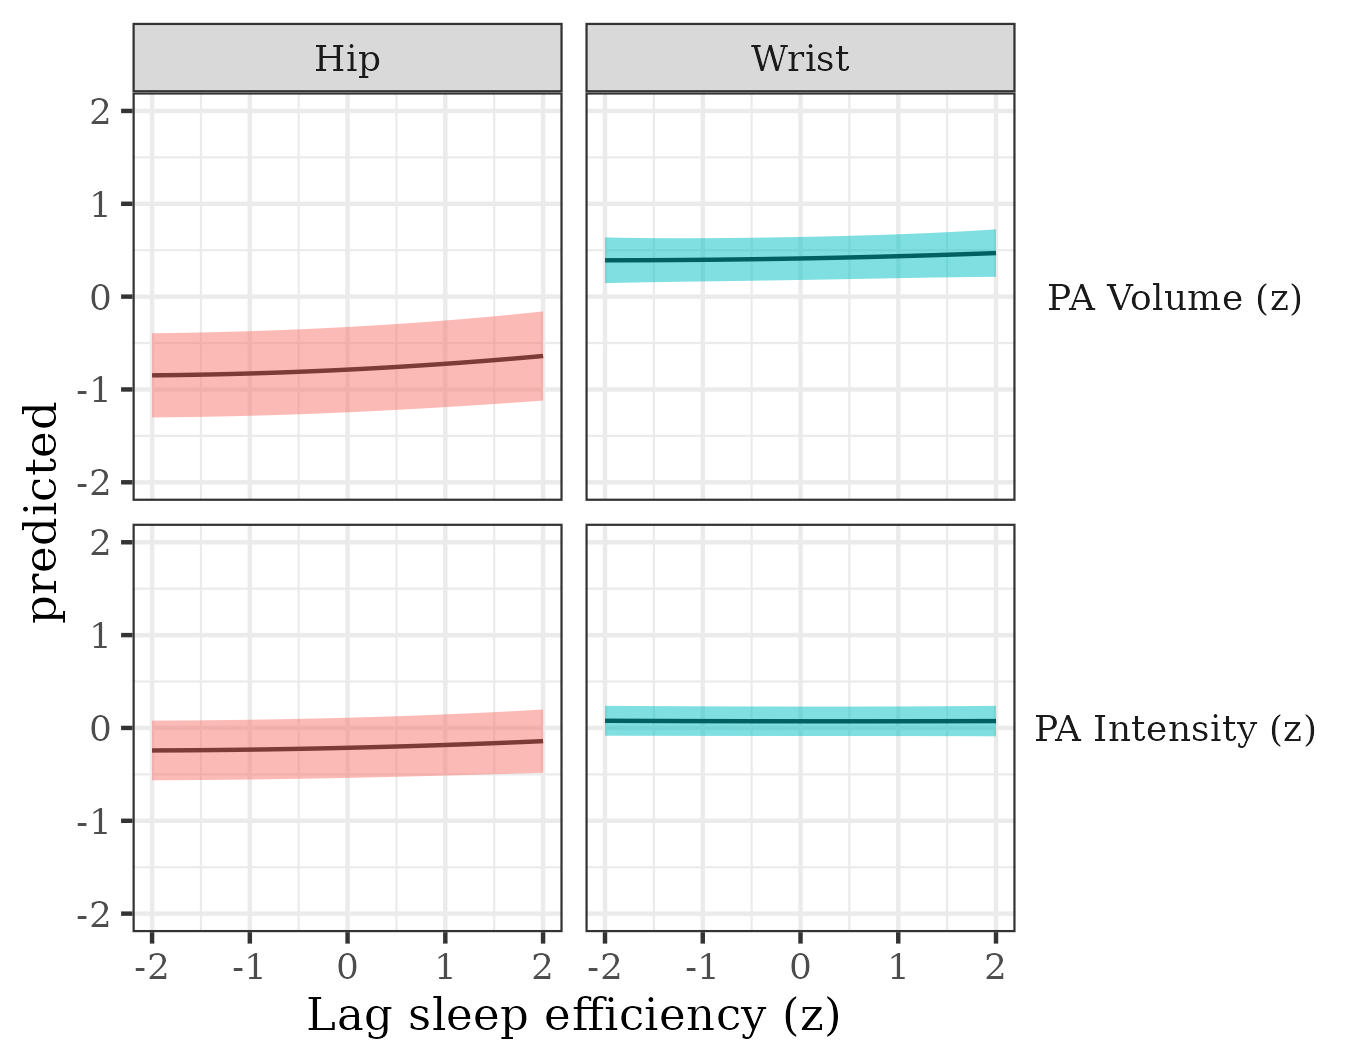 Hip Wrist
2
1
0
-1
-2
PA Volume (z)
predicted
2
1
0
-1
-2
PA Intensity (z)
-2 -1 0 1 2 -2 -1 0 1 2
Lag sleep efficiency (z)